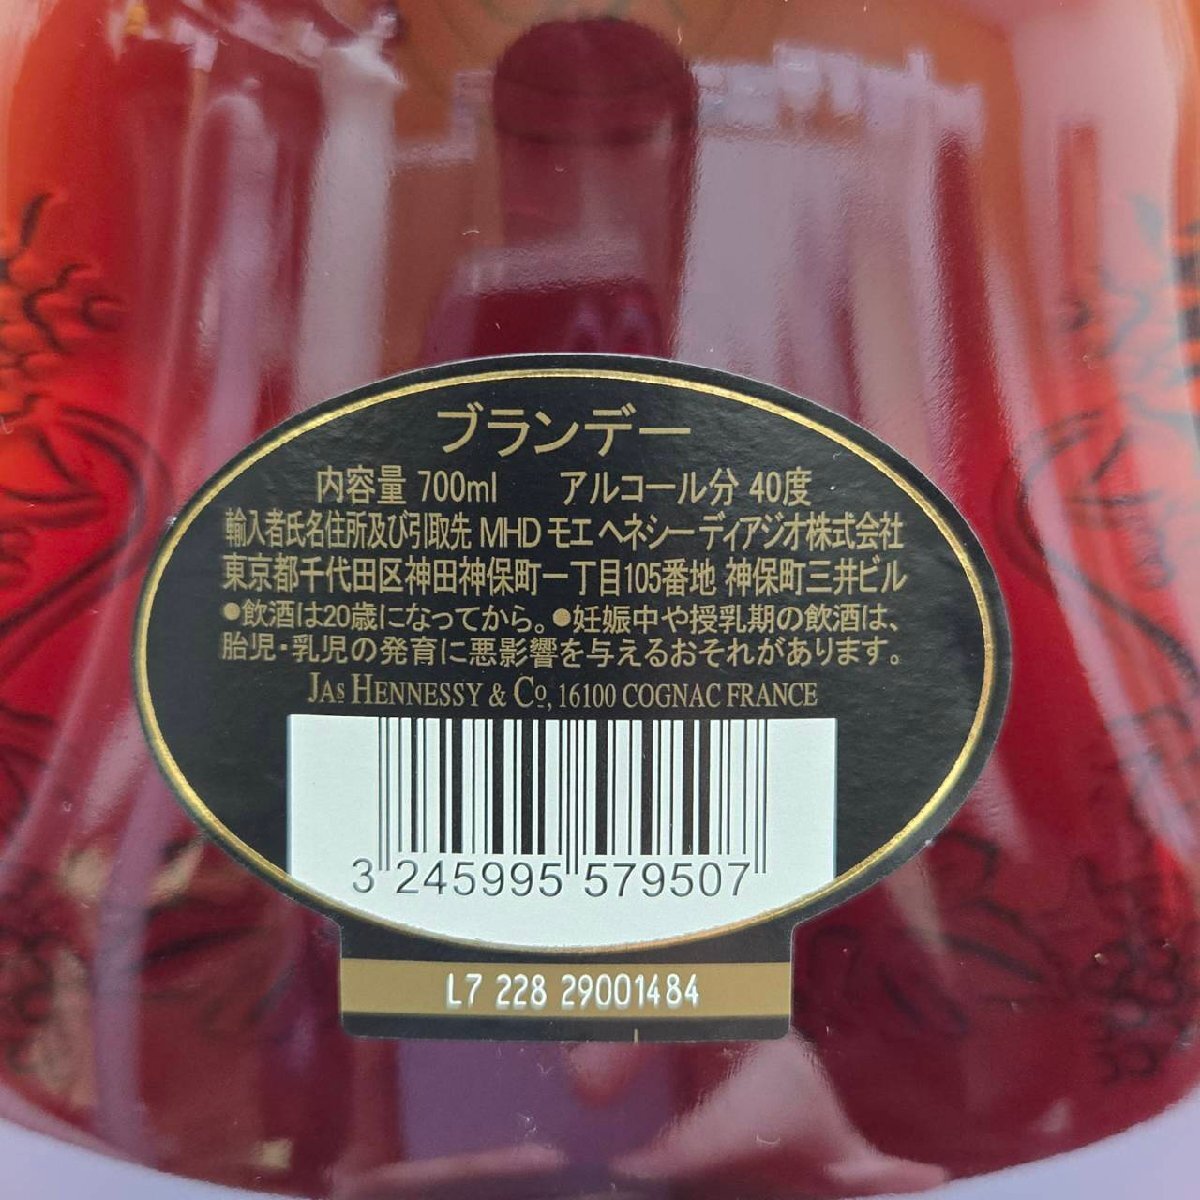 ブランデー
内容量 700ml アルコール分 40度
輸入者氏名住所及び引取先 MHD モエ ヘネシー ディアジオ株式会社
東京都千代田区神田神保町一丁目105番地 神保町三井ビル
●飲酒は20歳になってから。●妊娠中や授乳期の飲酒は、
胎児・乳児の発育に悪影響を与えるおそれがあります。
JAS HENNESSY & Co, 16100 COGNAC FRANCE
3 245995 579507
L7 228 29001484